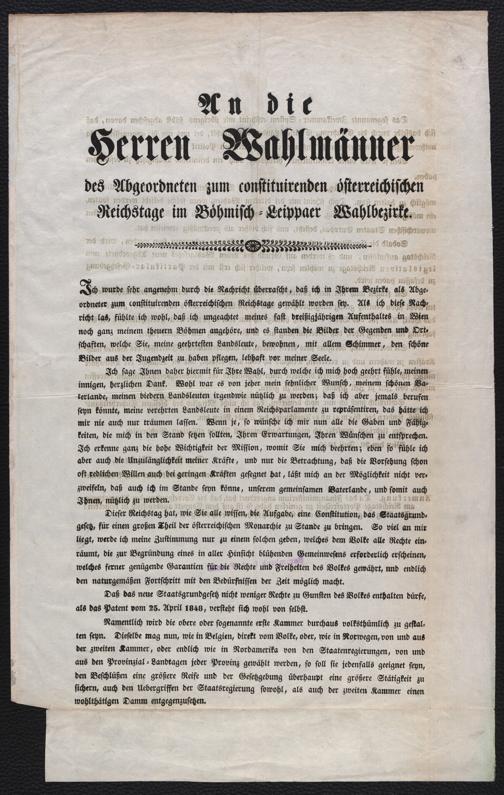 An die
Herren Wahlmänner
des Abgeordneten zum constituirenden österreichischen
Reichstage im Böhmisch-Leippaer Wahlbezirke.
Ich wurde sehr angenehm durch die Nachricht überrascht, daß ich in Ihrem Bezirke als Abge-
ordneter zum constituirenden österreichischen Reichstage gewählt worden sey. Als ich diese Nach-
richt las, fühlte ich wohl, daß ich ungeachtet meines fast dreißigjährigen Aufenthaltes in Wien
noch ganz meinem theuern Böhmen angehöre, und es standen die Bilder der Gegenden und Ort-
schaften, welche Sie, meine geehrtesten Landsleute, bewohnen, mit allem Schimmer, den schöne
Bilder aus der Jugendzeit zu haben pflegen, lebhaft vor meiner Seele.
Ich sage Ihnen daher hiermit für Ihre Wahl, durch welche ich mich hoch geehrt fühle, meinen
innigen, herzlichen Dank. Wohl war es von jeher mein sehnlicher Wunsch, meinem schönen Va-
terlande, meinen biedern Landsleuten irgendwie nützlich zu werden; daß ich aber jemals berufen
seyn könnte, meine verehrten Landsleute in einem Reichsparlamente zu repräsentiren, das hätte ich
mir nie auch nur träumen lassen. Wenn je, so wünsche ich mir nun alle die Gaben und Fähig-
keiten, die mich in den Stand setzen sollten, Ihren Erwartungen, Ihren Wünschen zu entsprechen.
Ich erkenne ganz die hohe Wichtigkeit der Mission, womit Sie mich beehrten; eben so fühle ich
aber auch die Unzulänglichkeit meiner Kräfte, und nur die Betrachtung, daß die Vorsehung schon
oft redlichen Willen auch bei geringen Kräften gesegnet hat, läßt mich an der Möglichkeit nicht ver-
zweifeln, daß auch ich im Stande seyn könne, unserem gemeinsamen Vaterlande, und somit auch
Ihnen, nützlich zu werden.
Dieser Reichstag hat, wie Sie alle wissen, die Aufgabe, eine Constitution, das Staatsgrund-
gesetz, für einen großen Theil der österreichischen Monarchie zu Stande zu bringen. So viel an mir
liegt, werde ich meine Zustimmung nur zu einem solchen geben, welches dem Volke alle Rechte ein-
räumt, die zur Begründung eines in aller Hinsicht blühenden Gemeinwesens erforderlich erscheinen,
welches ferner genügende Garantien für die Rechte und Freiheiten des Volkes gewährt, und endlich
den naturgemäßen Fortschritt mit den Bedürfnissen der Zeit möglich macht.
Daß das neue Staatsgrundgesetz nicht weniger Rechte zu Gunsten des Volkes enthalten dürfe,
als das Patent vom 25. April 1848, versteht sich wohl von selbst.
Namentlich wird die obere oder sogenannte erste Kammer durchaus volksthümlich zu gestal-
ten seyn. Dieselbe mag nun, wie in Belgien, direkt vom Volke, oder, wie in Norwegen, von und aus
der zweiten Kammer, oder endlich wie in Nordamerika von den Staatenregierungen, von und
aus den Provinzial-Landtagen jeder Provinz gewählt werden, so soll sie jedenfalls geeignet seyn,
den Beschlüssen eine größere Reife und der Gesetzgebung überhaupt eine größere Stätigkeit zu
sichern, auch den Uebergriffen der Staatsregierung sowohl, als auch der zweiten Kammer einen
wohlthätigen Damm entgegenzusetzen.